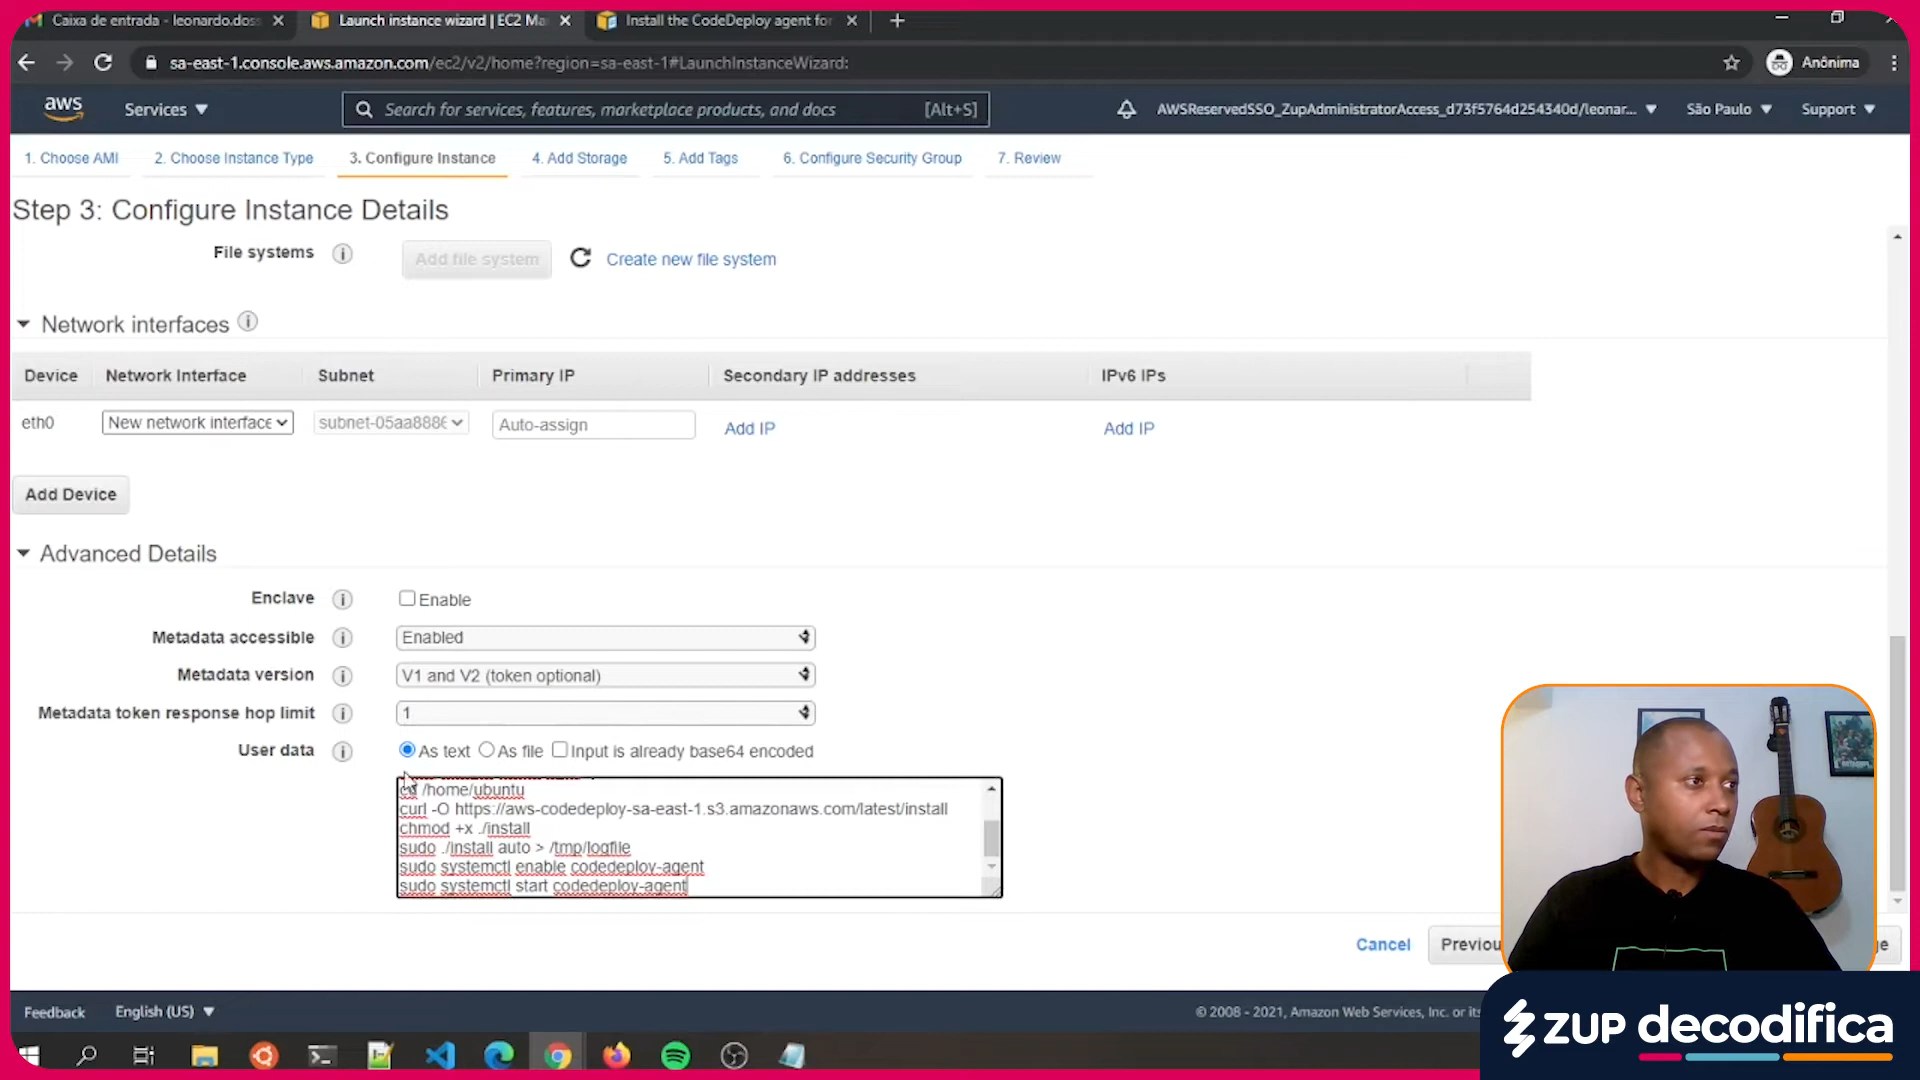 Caixa de entrada - leonardo.doss
Launch instance wizard | EC2 Ma
Install the CodeDeploy agent for
sa-east-1.console.aws.amazon.com/ec2/v2/home?region=sa-east-1#LaunchInstanceWizard:
Anônima
aws
Services
Search for services, features, marketplace products, and docs
[Alt+S]
AWSReservedSSO_ZupAdministratorAccess_d73f5764d254340d/leonar...
São Paulo
Support
1. Choose AMI
2. Choose Instance Type
3. Configure Instance
4. Add Storage
5. Add Tags
6. Configure Security Group
7. Review
Step 3: Configure Instance Details
File systems
Add file system
Create new file system
Network interfaces
Device
Network Interface
Subnet
Primary IP
Secondary IP addresses
IPv6 IPs
eth0
New network interface
subnet-05aa8886
Auto-assign
Add IP
Add IP
Add Device
Advanced Details
Enclave
Enable
Metadata accessible
Enabled
Metadata version
V1 and V2 (token optional)
Metadata token response hop limit
1
User data
As text
As file
Input is already base64 encoded
cd /home/ubuntu
curl -O https://aws-codedeploy-sa-east-1.s3.amazonaws.com/latest/install
chmod +x ./install
sudo ./install auto > /tmp/logfile
sudo systemctl enable codedeploy-agent
sudo systemctl start codedeploy-agent
Cancel
Previou
ge
Feedback
English (US)
© 2008 - 2021, Amazon Web Services, Inc. or its
ZUP decodifica